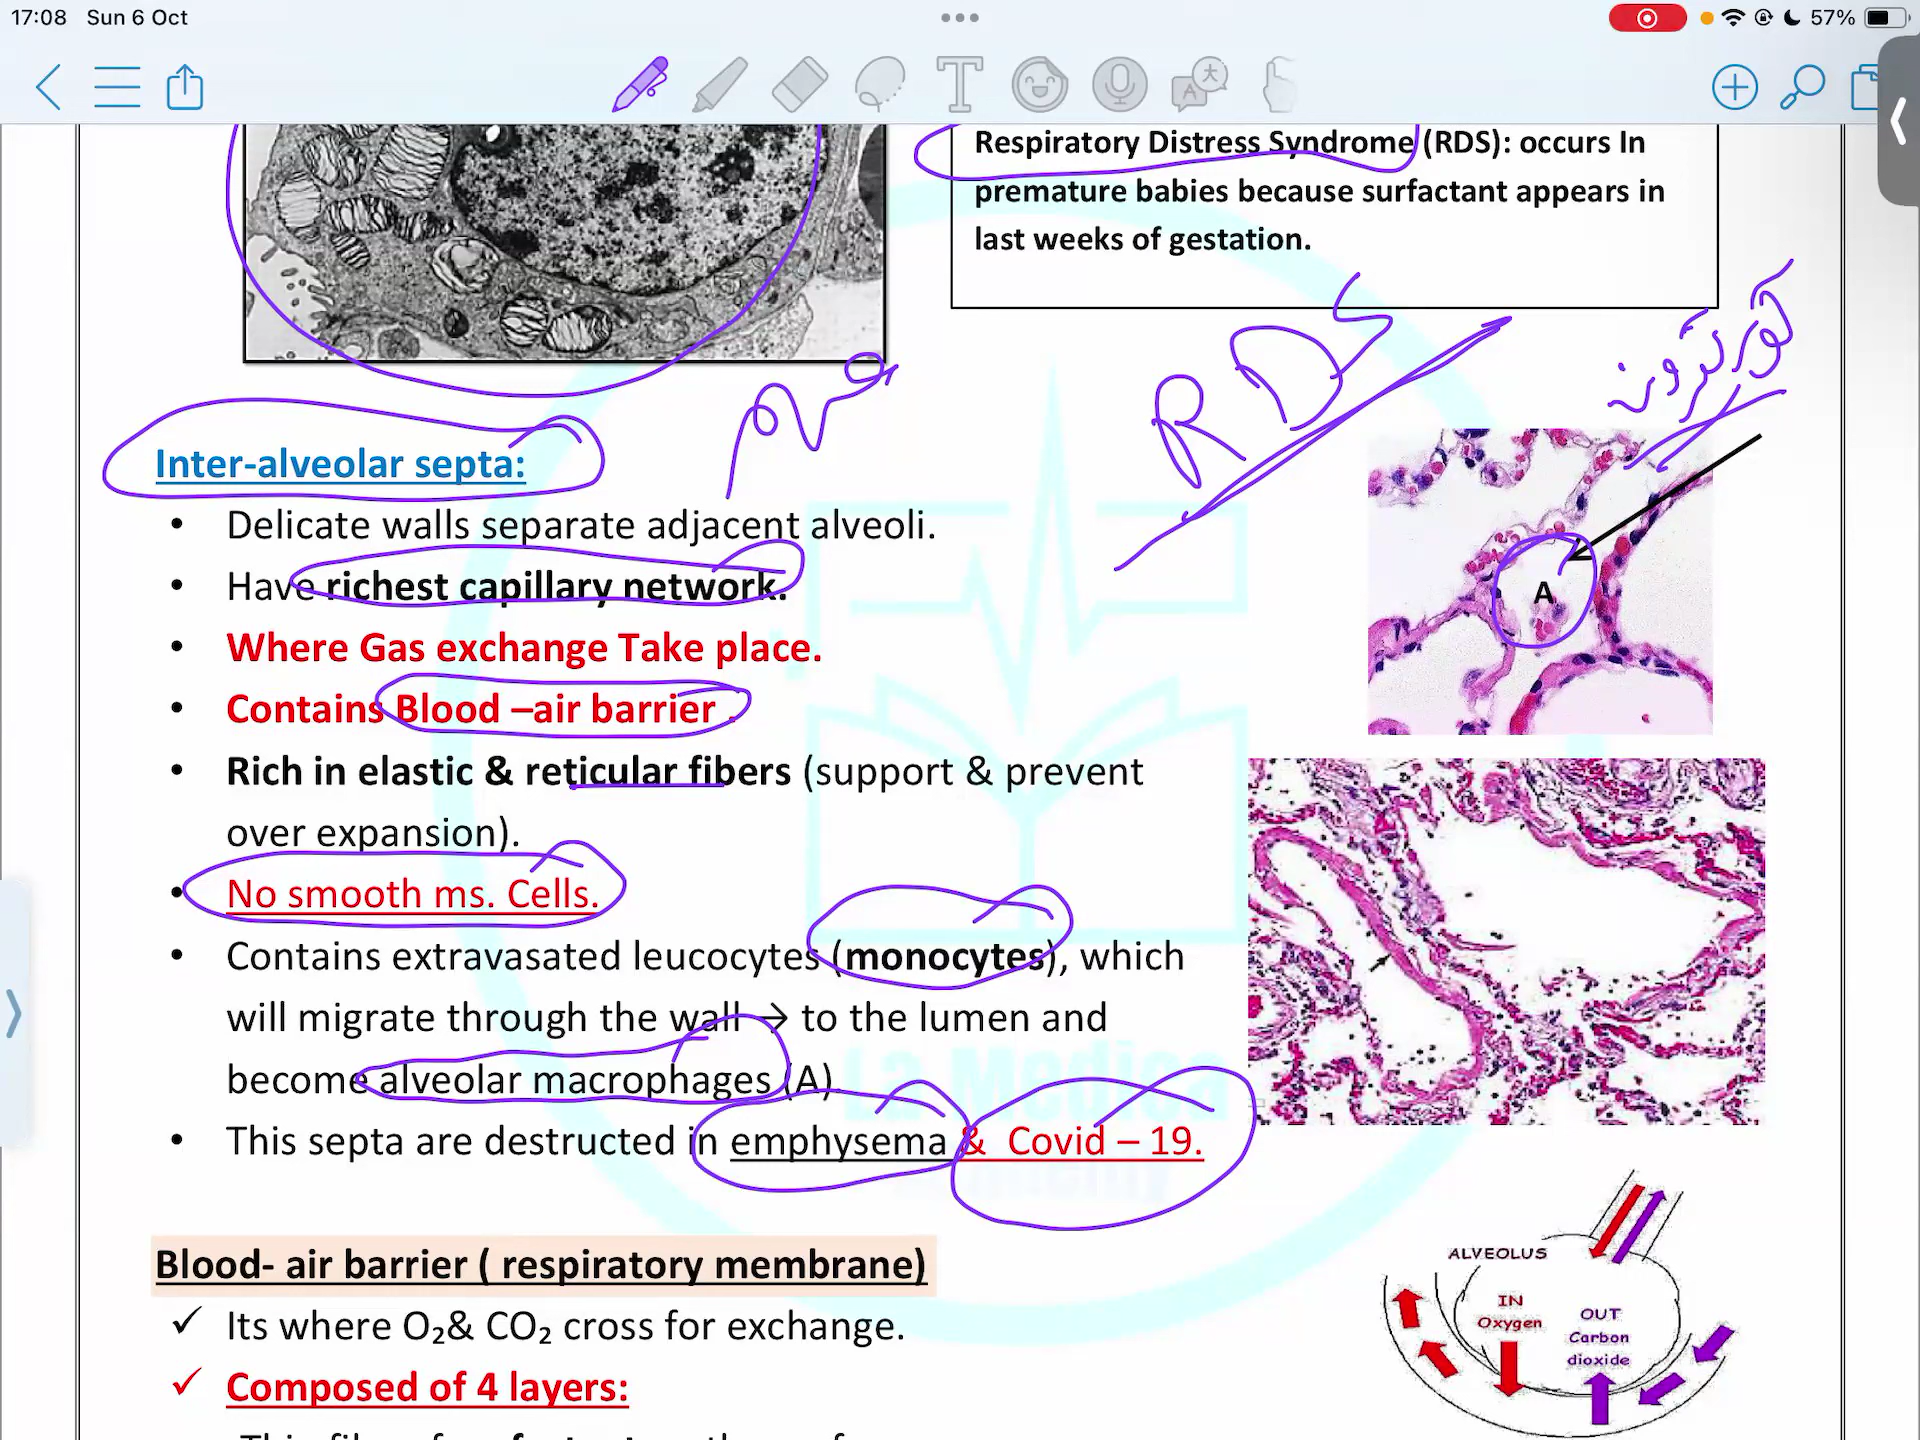 17:08 Sun 6 Oct
57%
Respiratory Distress Syndrome (RDS): occurs In
premature babies because surfactant appears in
last weeks of gestation.
RDS
Inter-alveolar septa:
• Delicate walls separate adjacent alveoli.
• Have richest capillary network.
• Where Gas exchange Take place.
• Contains Blood –air barrier .
• Rich in elastic & reticular fibers (support & prevent
over expansion).
• No smooth ms. Cells.
• Contains extravasated leucocytes (monocytes), which
will migrate through the wall → to the lumen and
become alveolar macrophages (A).
• This septa are destructed in emphysema & Covid – 19.
A
La Medica
Blood- air barrier ( respiratory membrane)
✓ Its where O₂& CO₂ cross for exchange.
✓ Composed of 4 layers:
ALVEOLUS
IN
Oxygen
OUT
Carbon
dioxide